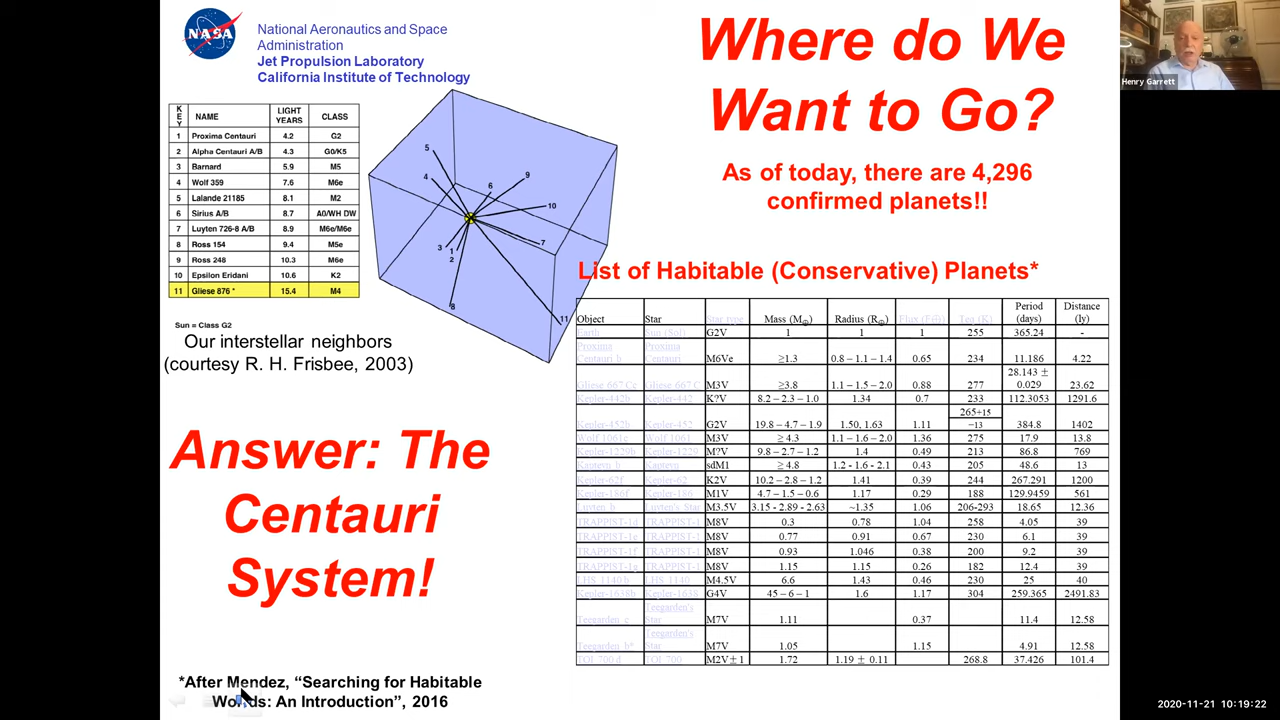 NASA
National Aeronautics and Space
Administration
Jet Propulsion Laboratory
California Institute of Technology
Where do We
Want to Go?
As of today, there are 4,296
confirmed planets!!
Henry Garrett
KEY NAME LIGHT YEARS CLASS
1 Proxima Centauri 4.2 G2
2 Alpha Centauri A/B 4.3 G0/K5
3 Barnard 5.9 M5
4 Wolf 359 7.6 M6e
5 Lalande 21185 8.1 M2
6 Sirius A/B 8.7 A0/WH DW
7 Luyten 726-8 A/B 8.9 M6e/M6e
8 Ross 154 9.4 M5e
9 Ross 248 10.3 M6e
10 Epsilon Eridani 10.6 K2
11 Gliese 876 * 15.4 M4
Sun = Class G2
Our interstellar neighbors
(courtesy R. H. Frisbee, 2003)
5
4
6
9
10
7
3
1
2
8
11
List of Habitable (Conservative) Planets*
Object Star Star type Mass (M⊕) Radius (R⊕) Flux (F⊕) Teq (K) Period (days) Distance (ly)
Earth Sun (Sol) G2V 1 1 1 255 365.24 -
Proxima Centauri b Proxima Centauri M6Ve ≥1.3 0.8 – 1.1 – 1.4 0.65 234 11.186 4.22
Gliese 667 Cc Gliese 667 C M3V ≥3.8 1.1 – 1.5 – 2.0 0.88 277 28.143 ± 0.029 23.62
Kepler-442b Kepler-442 K?V 8.2 – 2.3 – 1.0 1.34 0.7 233 112.3053 1291.6
Kepler-452b Kepler-452 G2V 19.8 – 4.7 – 1.9 1.50, 1.63 1.11 265+15 −13 384.8 1402
Wolf 1061c Wolf 1061 M3V ≥ 4.3 1.1 – 1.6 – 2.0 1.36 275 17.9 13.8
Kepler-1229b Kepler-1229 M?V 9.8 – 2.7 – 1.2 1.4 0.49 213 86.8 769
Kapteyn b Kapteyn sdM1 ≥ 4.8 1.2 - 1.6 - 2.1 0.43 205 48.6 13
Kepler-62f Kepler-62 K2V 10.2 – 2.8 – 1.2 1.41 0.39 244 267.291 1200
Kepler-186f Kepler-186 M1V 4.7 – 1.5 – 0.6 1.17 0.29 188 129.9459 561
Luyten b Luyten's Star M3.5V 3.15 - 2.89 - 2.63 ~1.35 1.06 206-293 18.65 12.36
TRAPPIST-1d TRAPPIST-1 M8V 0.3 0.78 1.04 258 4.05 39
TRAPPIST-1e TRAPPIST-1 M8V 0.77 0.91 0.67 230 6.1 39
TRAPPIST-1f TRAPPIST-1 M8V 0.93 1.046 0.38 200 9.2 39
TRAPPIST-1g TRAPPIST-1 M8V 1.15 1.15 0.26 182 12.4 39
LHS 1140 b LHS 1140 M4.5V 6.6 1.43 0.46 230 25 40
Kepler-1638b Kepler-1638 G4V 45 – 6 – 1 1.6 1.17 304 259.365 2491.83
Teegarden c Teegarden's Star M7V 1.11 0.37 11.4 12.58
Teegarden b* Teegarden's Star M7V 1.05 1.15 4.91 12.58
TOI 700 d TOI 700 M2V±1 1.72 1.19 ± 0.11 268.8 37.426 101.4
Answer: The
Centauri
System!
*After Mendez, “Searching for Habitable
Worlds: An Introduction”, 2016
2020-11-21 10:19:22